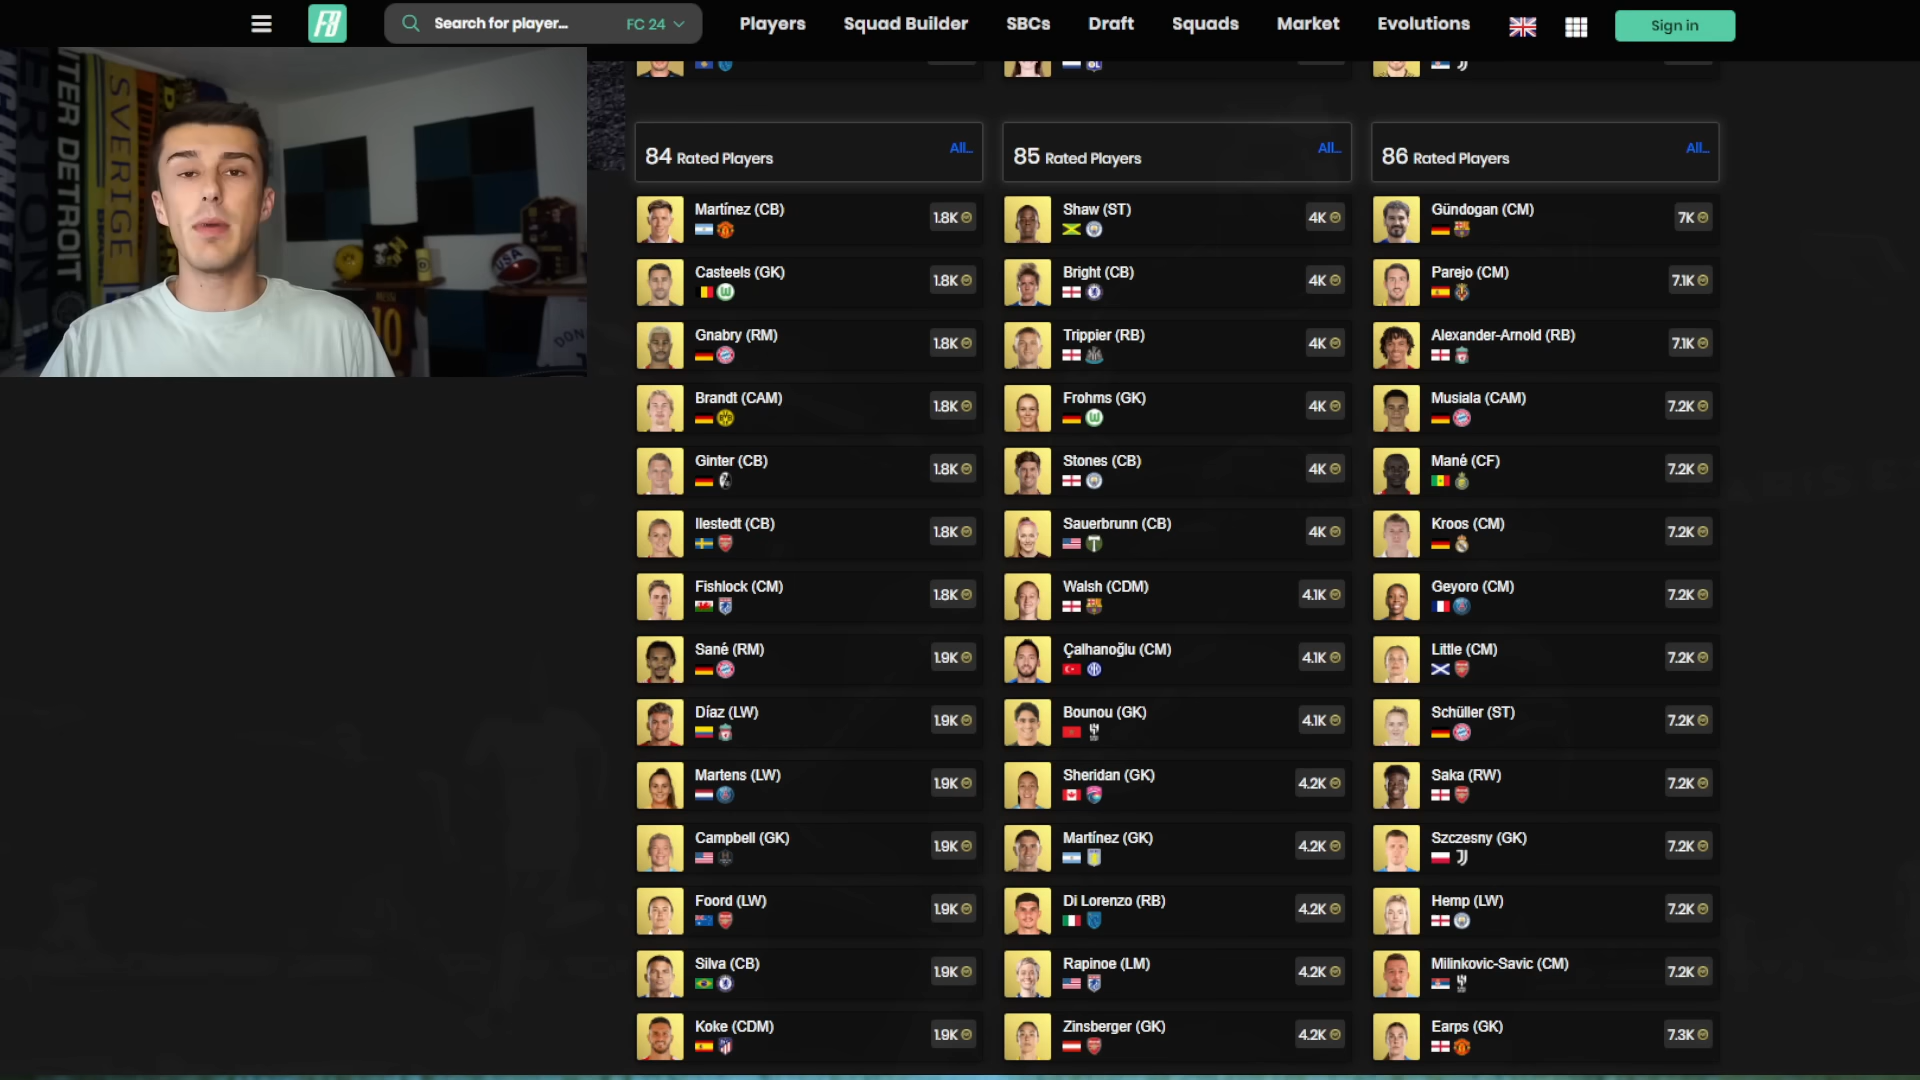 Search for player...
FC 24
Players
Squad Builder
SBCs
Draft
Squads
Market
Evolutions
Sign in
INTER DETROIT
SVERIGE
USA
10
84 Rated Players
All...
Martínez (CB)
1.8K
Casteels (GK)
1.8K
Gnabry (RM)
1.8K
Brandt (CAM)
1.8K
Ginter (CB)
1.8K
Ilestedt (CB)
1.8K
Fishlock (CM)
1.8K
Sané (RM)
1.9K
Díaz (LW)
1.9K
Martens (LW)
1.9K
Campbell (GK)
1.9K
Foord (LW)
1.9K
Silva (CB)
1.9K
Koke (CDM)
1.9K
85 Rated Players
All...
Shaw (ST)
4K
Bright (CB)
4K
Trippier (RB)
4K
Frohms (GK)
4K
Stones (CB)
4K
Sauerbrunn (CB)
4K
Walsh (CDM)
4.1K
Çalhanoğlu (CM)
4.1K
Bounou (GK)
4.1K
Sheridan (GK)
4.2K
Martínez (GK)
4.2K
Di Lorenzo (RB)
4.2K
Rapinoe (LM)
4.2K
Zinsberger (GK)
4.2K
86 Rated Players
All...
Gündogan (CM)
7K
Parejo (CM)
7.1K
Alexander-Arnold (RB)
7.1K
Musiala (CAM)
7.2K
Mané (CF)
7.2K
Kroos (CM)
7.2K
Geyoro (CM)
7.2K
Little (CM)
7.2K
Schüller (ST)
7.2K
Saka (RW)
7.2K
Szczesny (GK)
7.2K
Hemp (LW)
7.2K
Milinkovic-Savic (CM)
7.2K
Earps (GK)
7.3K